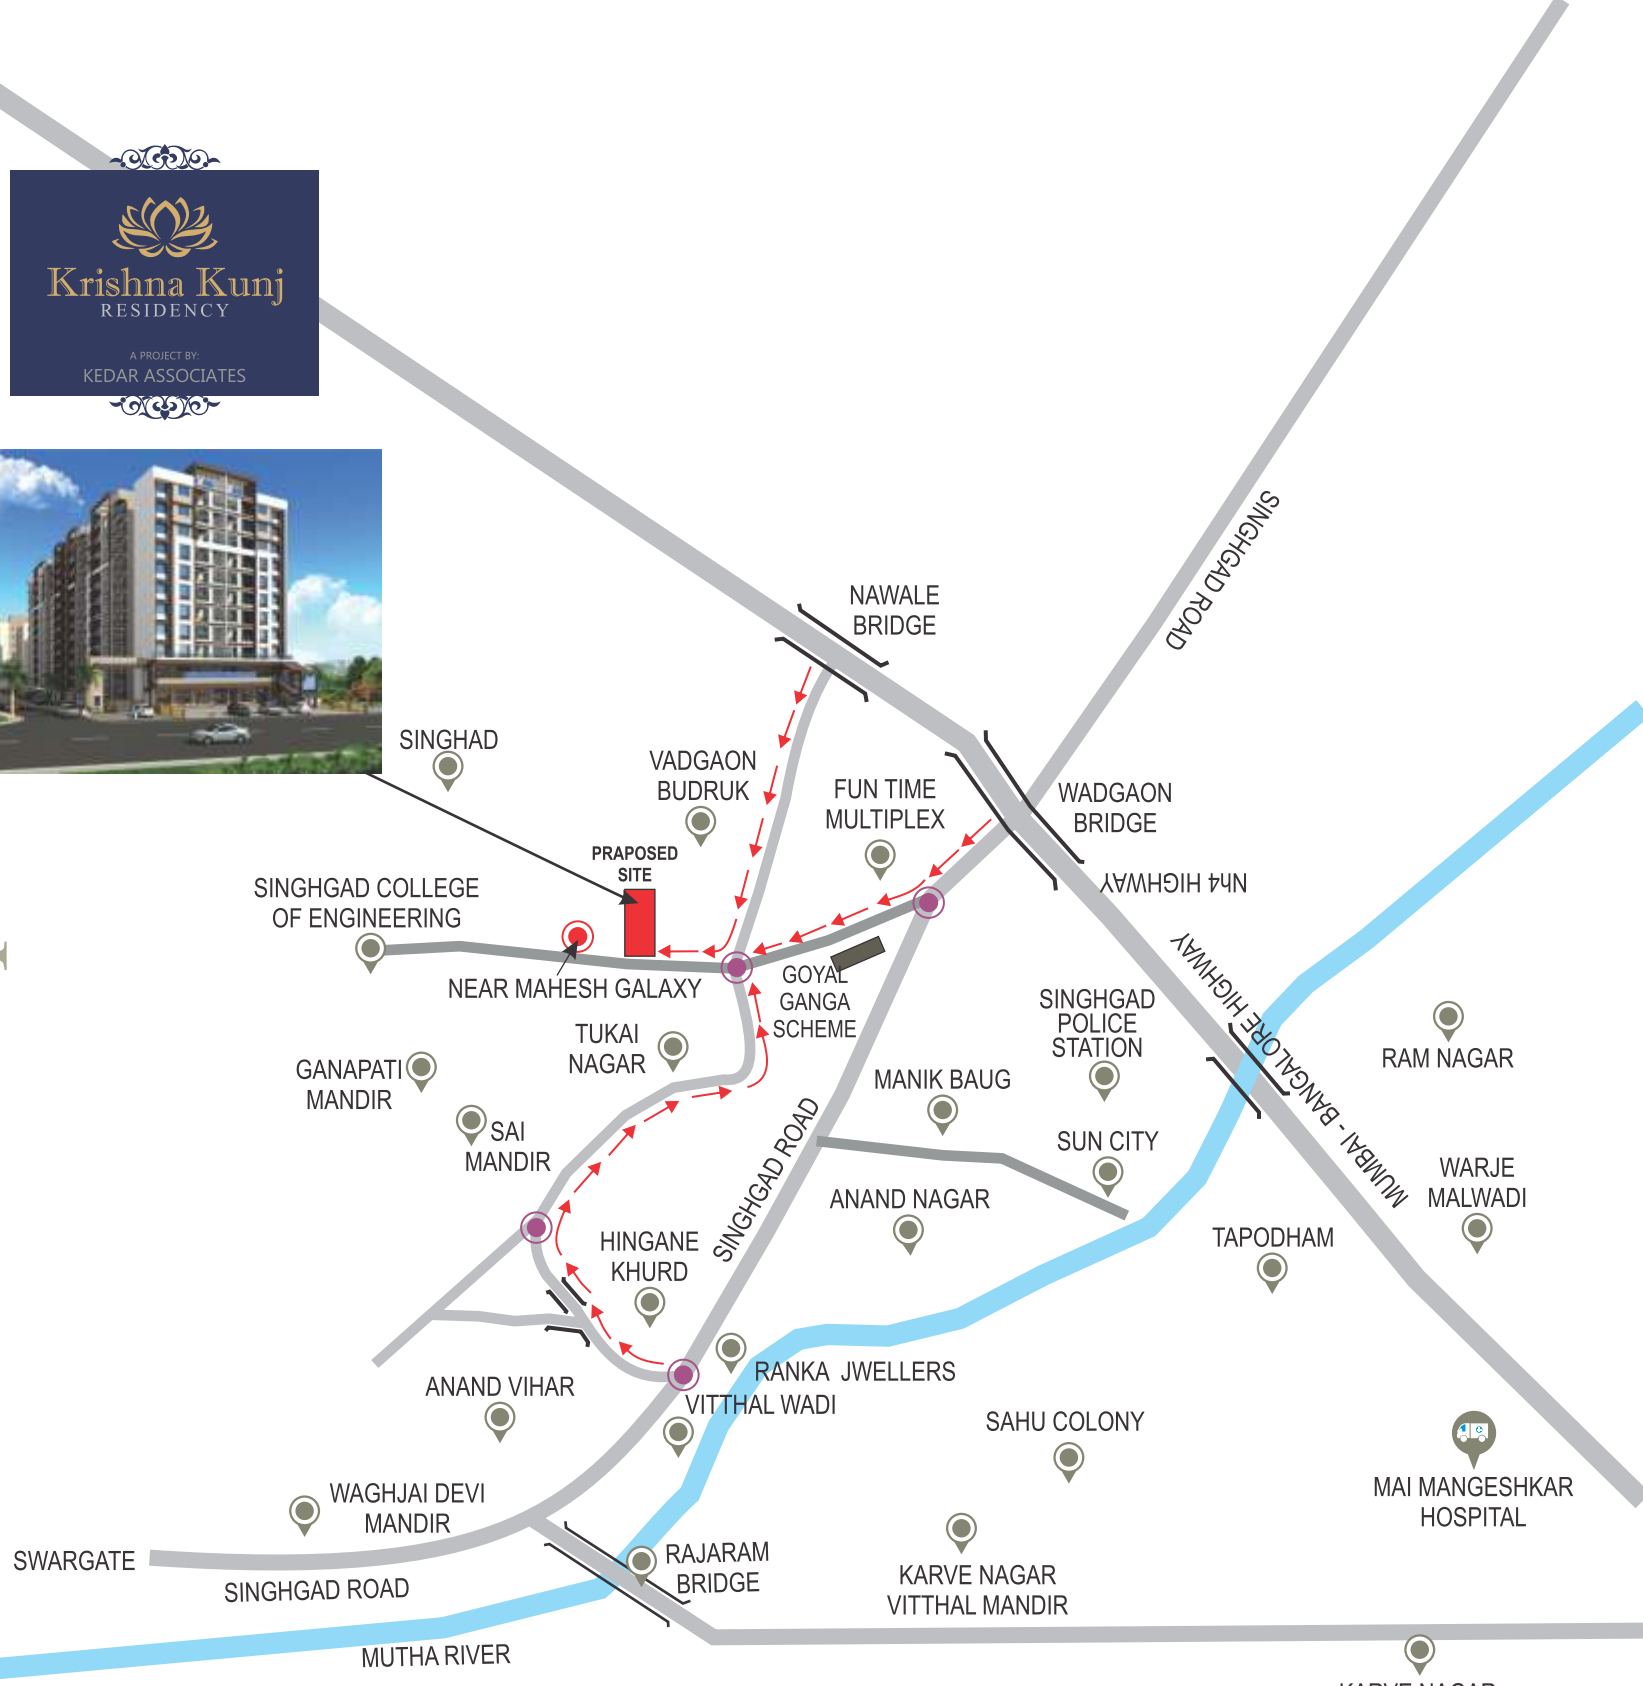 Krishna Kunj
RESIDENCY
A PROJECT BY:
KEDAR ASSOCIATES
SINGHGAD ROAD
NAWALE
BRIDGE
SINGHAD
VADGAON
BUDRUK
FUN TIME
MULTIPLEX
WADGAON
BRIDGE
PRAPOSED
SITE
Nh4 HIGHWAY
SINGHGAD COLLEGE
OF ENGINEERING
NEAR MAHESH GALAXY
GOYAL
GANGA
SCHEME
MUMBAI - BANGALORE HIGHWAY
SINGHGAD
POLICE
STATION
RAM NAGAR
TUKAI
NAGAR
GANAPATI
MANDIR
MANIK BAUG
SAI
MANDIR
SINGHGAD ROAD
SUN CITY
WARJE
MALWADI
ANAND NAGAR
TAPODHAM
HINGANE
KHURD
RANKA JWELLERS
ANAND VIHAR
VITTHAL WADI
SAHU COLONY
MAI MANGESHKAR
HOSPITAL
WAGHJAI DEVI
MANDIR
SWARGATE
SINGHGAD ROAD
RAJARAM
BRIDGE
KARVE NAGAR
VITTHAL MANDIR
MUTHA RIVER
KARVE NAGAR